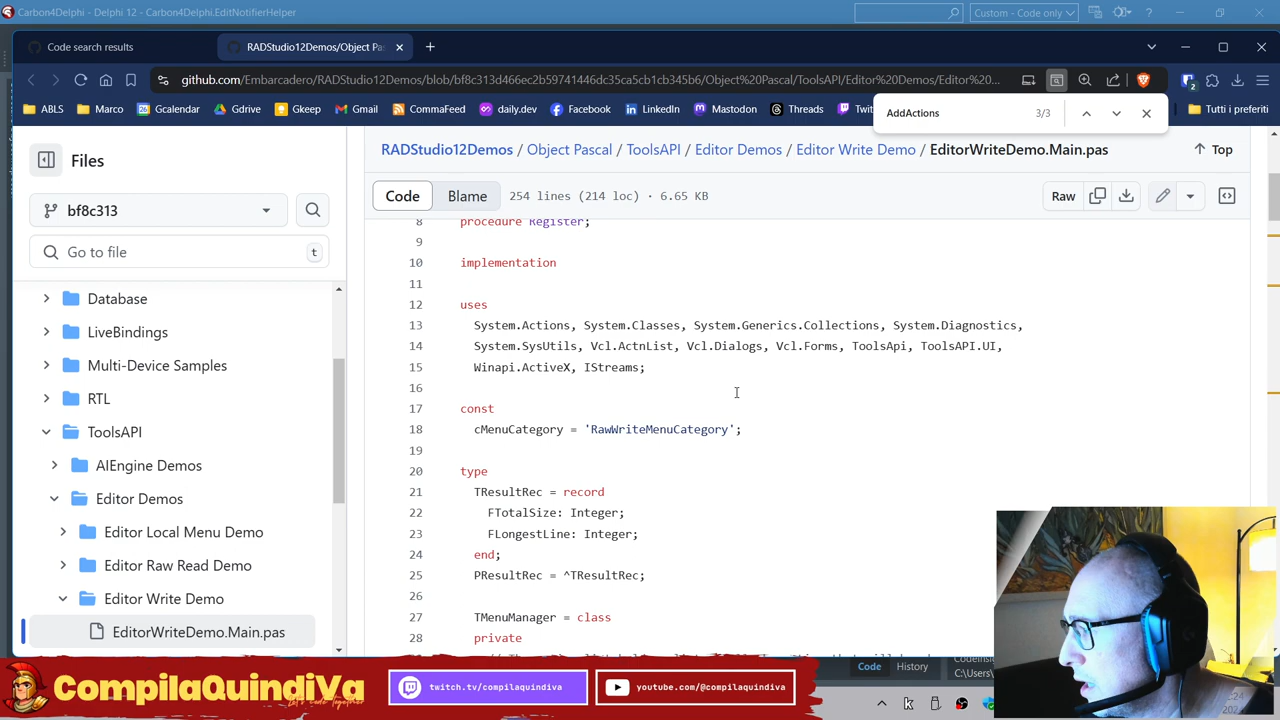 Carbon4Delphi - Delphi 12 - Carbon4Delphi.EditNotifierHelper
Custom - Code only
Code search results
RADStudio12Demos/Object Pa
github.com/Embarcadero/RADStudio12Demos/blob/bf8c313d466ec2b59741446dc35ca5cb1cb345b6/Object%20Pascal/ToolsAPI/Editor%20Demos/Editor%20...
2
ABLS
Marco
Gcalendar
Gdrive
Gkeep
Gmail
CommaFeed
daily.dev
Facebook
LinkedIn
Mastodon
Threads
Twit
Tutti i preferiti
AddActions 3/3
Files
RADStudio12Demos / Object Pascal / ToolsAPI / Editor Demos / Editor Write Demo / EditorWriteDemo.Main.pas
Top
Code Blame 254 lines (214 loc) · 6.65 KB
Raw
bf8c313
Go to file
t
Database
LiveBindings
Multi-Device Samples
RTL
ToolsAPI
AIEngine Demos
Editor Demos
Editor Local Menu Demo
Editor Raw Read Demo
Editor Write Demo
EditorWriteDemo.Main.pas
8 procedure Register;
9
10 implementation
11
12 uses
13 System.Actions, System.Classes, System.Generics.Collections, System.Diagnostics,
14 System.SysUtils, Vcl.ActnList, Vcl.Dialogs, Vcl.Forms, ToolsApi, ToolsAPI.UI,
15 Winapi.ActiveX, IStreams;
16
17 const
18 cMenuCategory = 'RawWriteMenuCategory';
19
20 type
21 TResultRec = record
22 FTotalSize: Integer;
23 FLongestLine: Integer;
24 end;
25 PResultRec = ^TResultRec;
26
27 TMenuManager = class
28 private
Code History
C:\Users\
CompilaQuindiVa
Let's Code Together
twitch.tv/compilaquindiva
youtube.com/@compilaquindiva